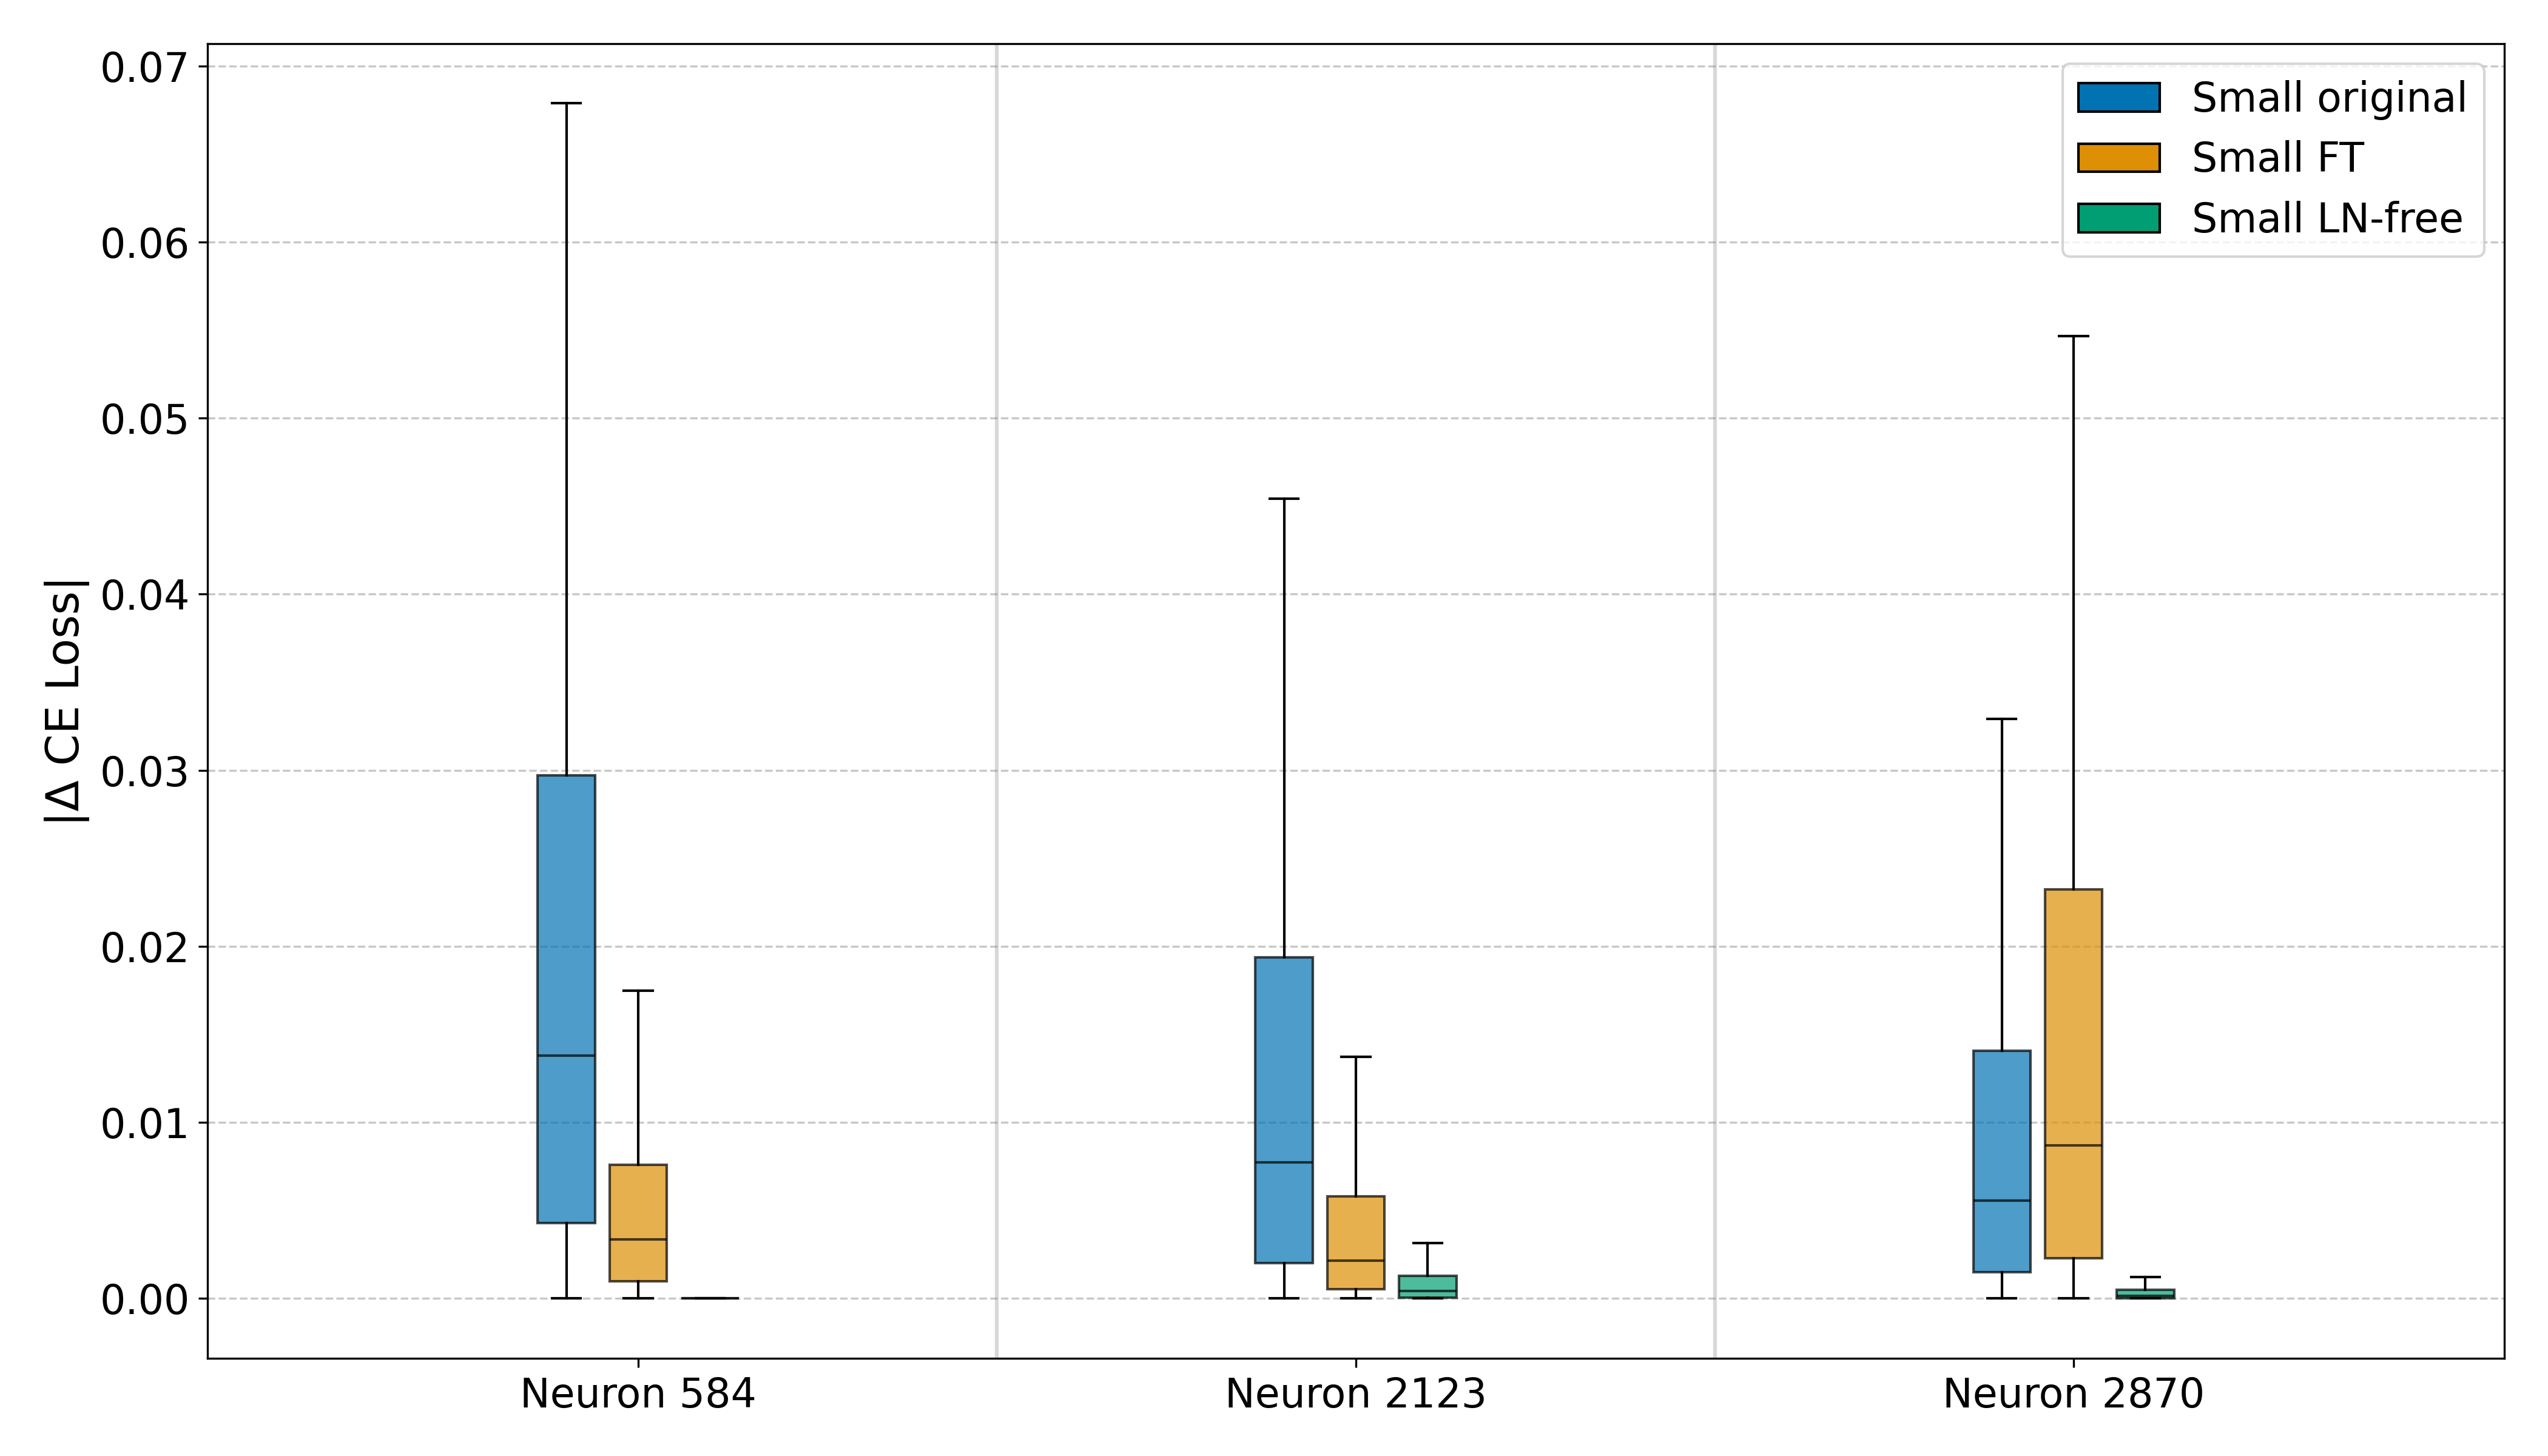 Small original
Small FT
Small LN-free
|Δ CE Loss|
0.07
0.06
0.05
0.04
0.03
0.02
0.01
0.00
Neuron 584
Neuron 2123
Neuron 2870